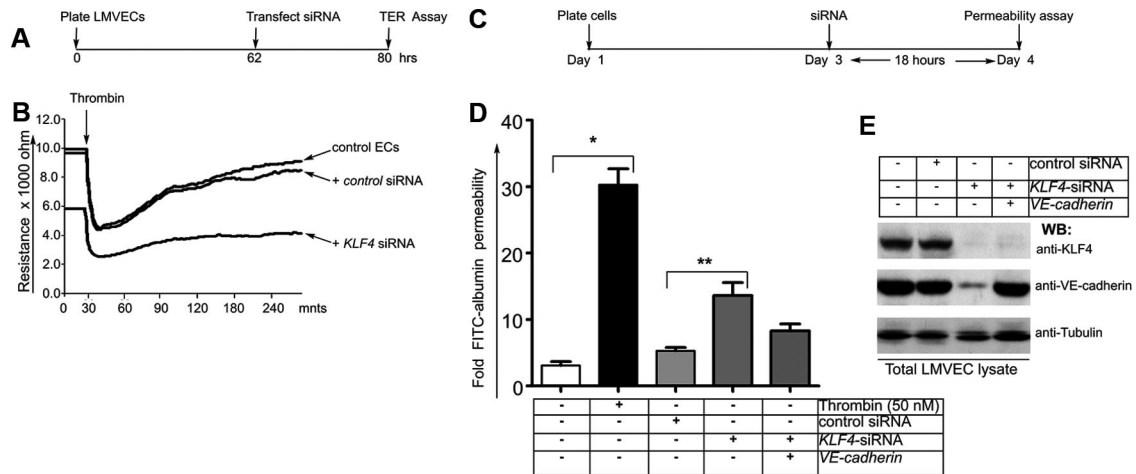 A
Plate LMVECs
Transfect siRNA
TER Assay
0
62
80 hrs
B
Thrombin
Resistance x 1000 ohm
12.0
10.0
8.0
6.0
4.0
2.0
0.0
0 30 60 90 120 180 240 mnts
control ECs
+ control siRNA
+ KLF4 siRNA
C
Plate cells
siRNA
Permeability assay
Day 1
Day 3
18 hours
Day 4
D
Fold FITC-albumin permeability
40
30
20
10
0
*
**
- + - - - Thrombin (50 nM)
- - + - - control siRNA
- - - + + KLF4-siRNA
- - - - + VE-cadherin
E
- + - - control siRNA
- - + + KLF4-siRNA
- - - + VE-cadherin
WB:
anti-KLF4
anti-VE-cadherin
anti-Tubulin
Total LMVEC lysate